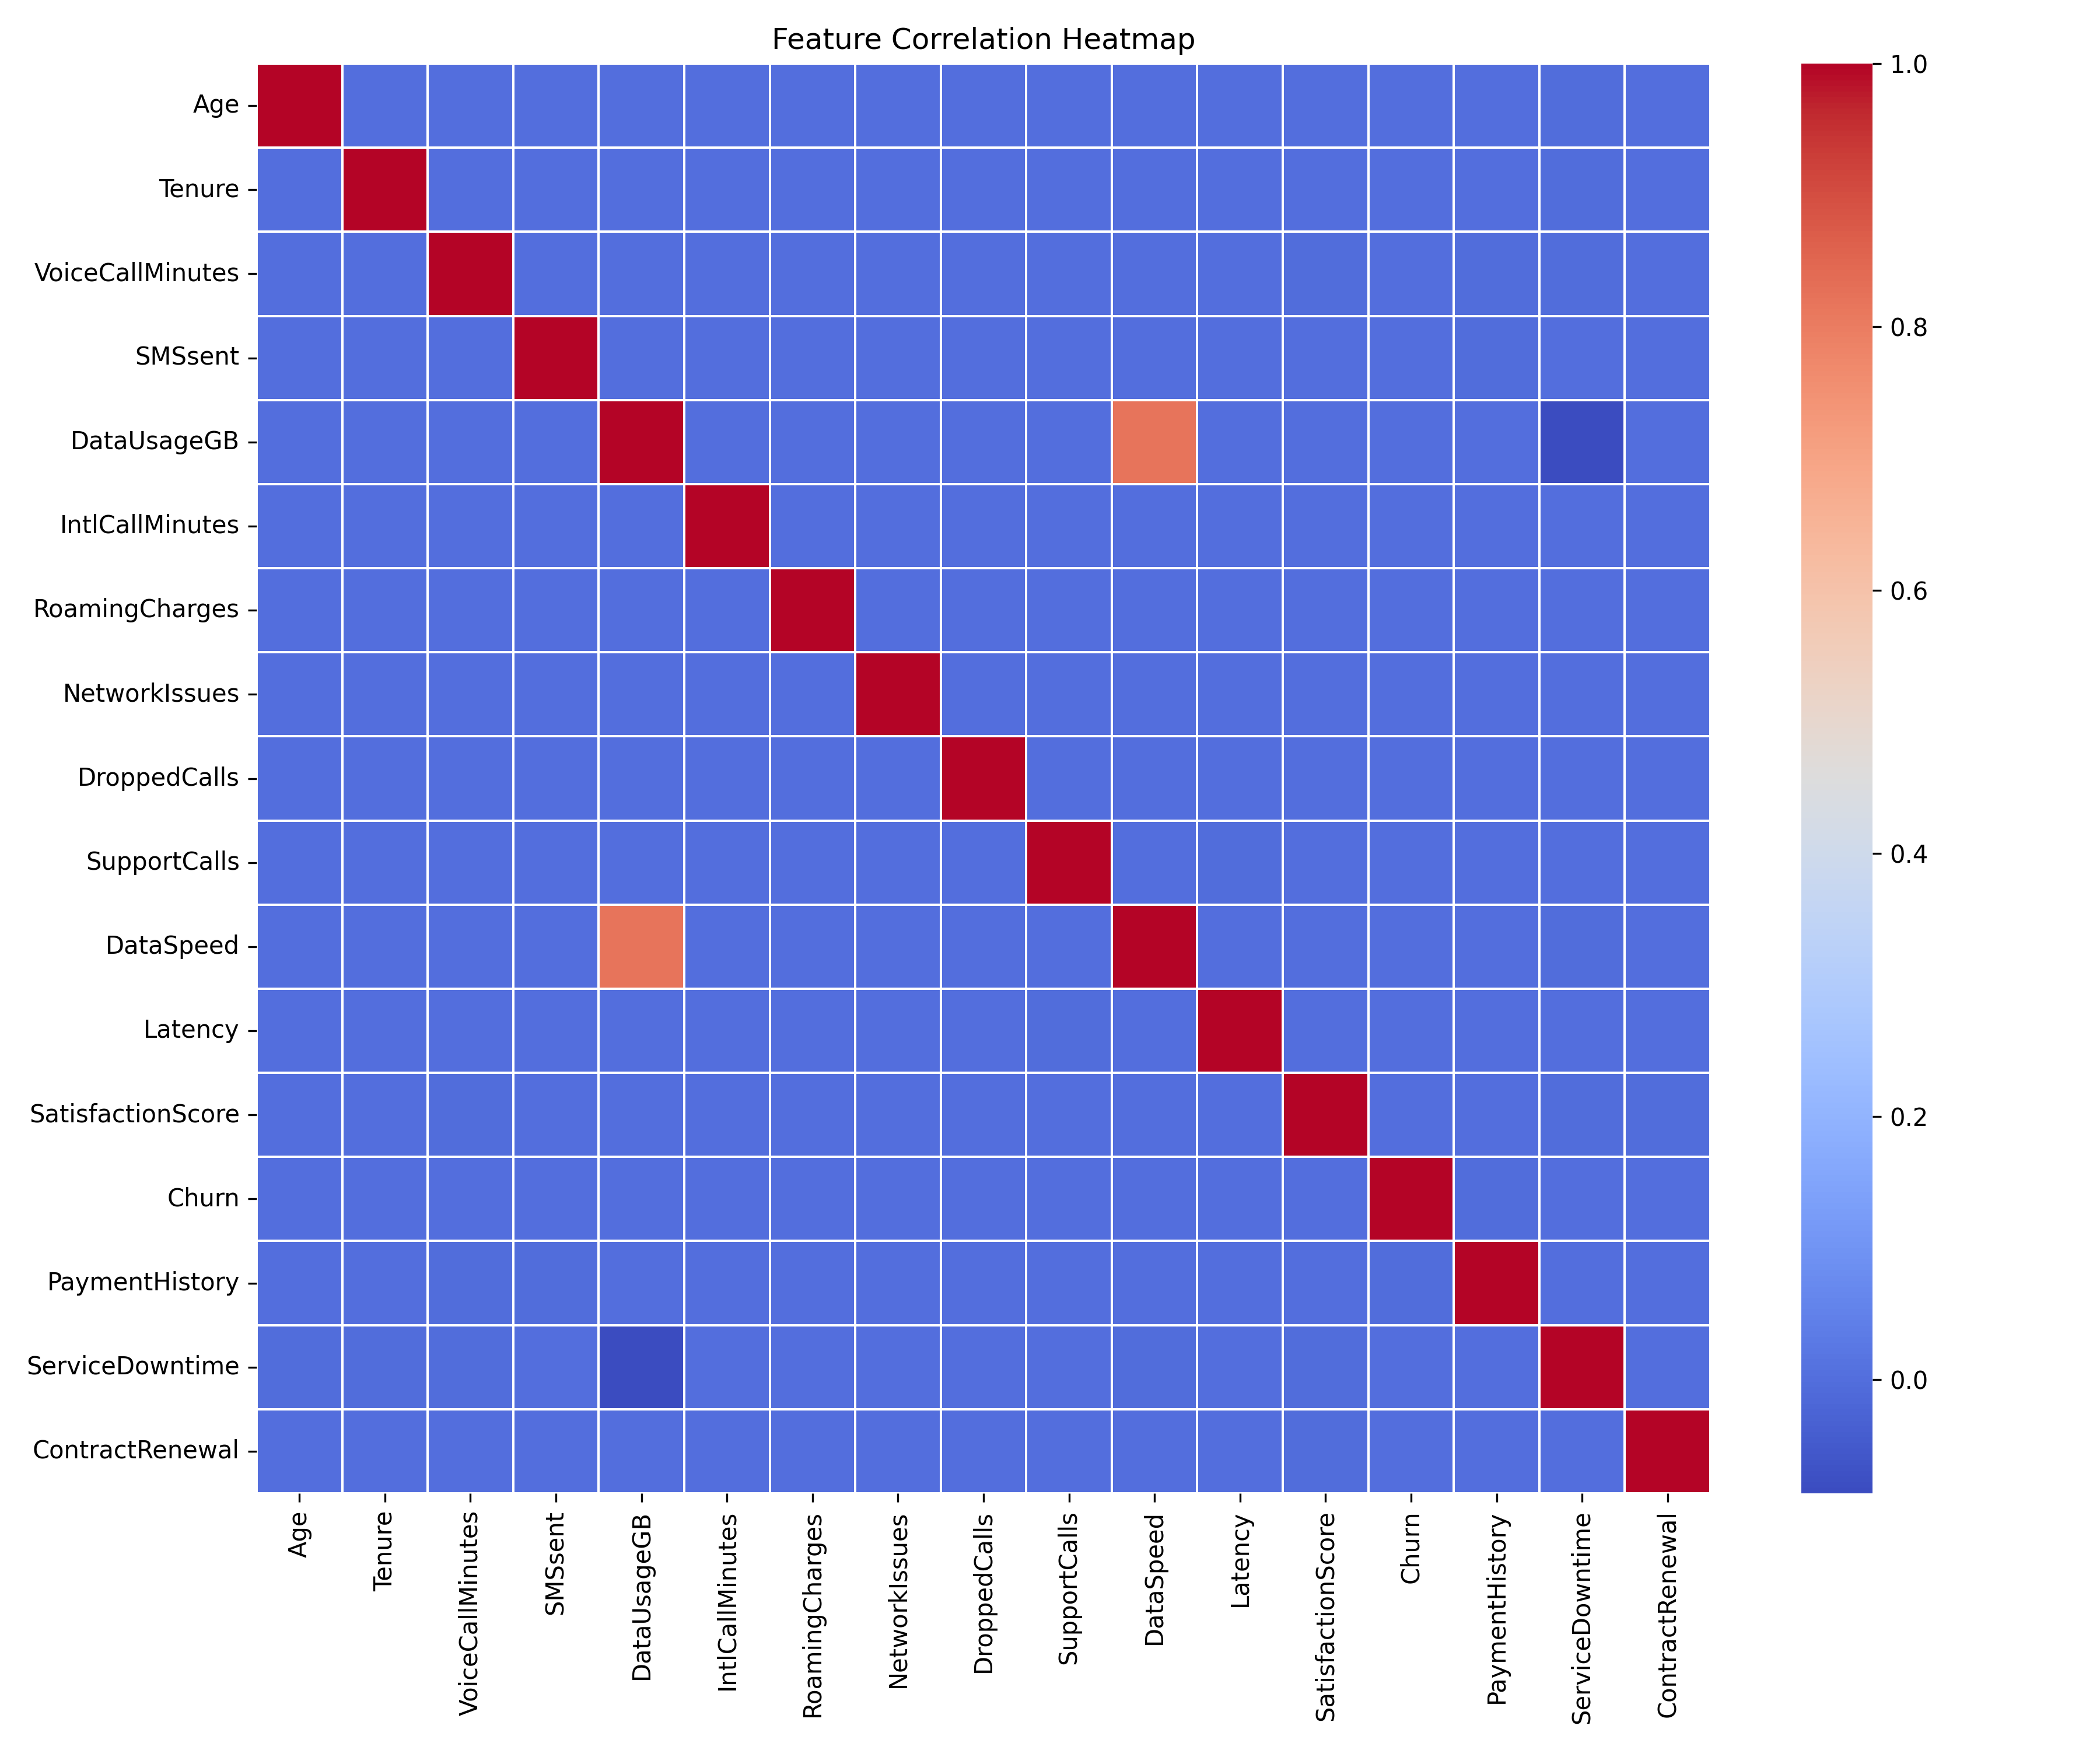 Feature Correlation Heatmap
Age
Tenure
VoiceCallMinutes
SMSsent
DataUsageGB
IntlCallMinutes
RoamingCharges
NetworkIssues
DroppedCalls
SupportCalls
DataSpeed
Latency
SatisfactionScore
Churn
PaymentHistory
ServiceDowntime
ContractRenewal
Age
Tenure
VoiceCallMinutes
SMSsent
DataUsageGB
IntlCallMinutes
RoamingCharges
NetworkIssues
DroppedCalls
SupportCalls
DataSpeed
Latency
SatisfactionScore
Churn
PaymentHistory
ServiceDowntime
ContractRenewal
1.0
0.8
0.6
0.4
0.2
0.0